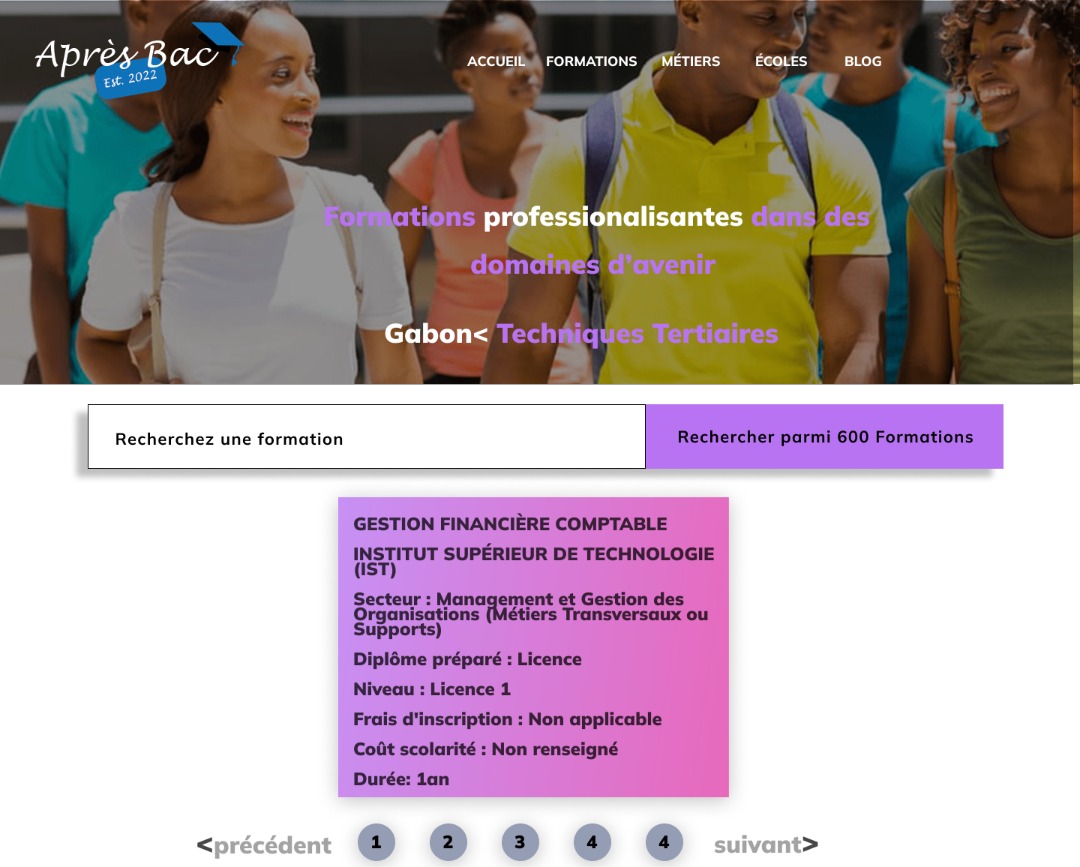 Après Bac
Est. 2022
ACCUEIL FORMATIONS MÉTIERS ÉCOLES BLOG
Formations professionalisantes dans des
domaines d'avenir
Gabon< Techniques Tertiaires
Recherchez une formation
Rechercher parmi 600 Formations
GESTION FINANCIÈRE COMPTABLE
INSTITUT SUPÉRIEUR DE TECHNOLOGIE
(IST)
Secteur : Management et Gestion des
Organisations (Métiers Transversaux ou
Supports)
Diplôme préparé : Licence
Niveau : Licence 1
Frais d'inscription : Non applicable
Coût scolarité : Non renseigné
Durée: 1an
<précédent 1 2 3 4 4 suivant>